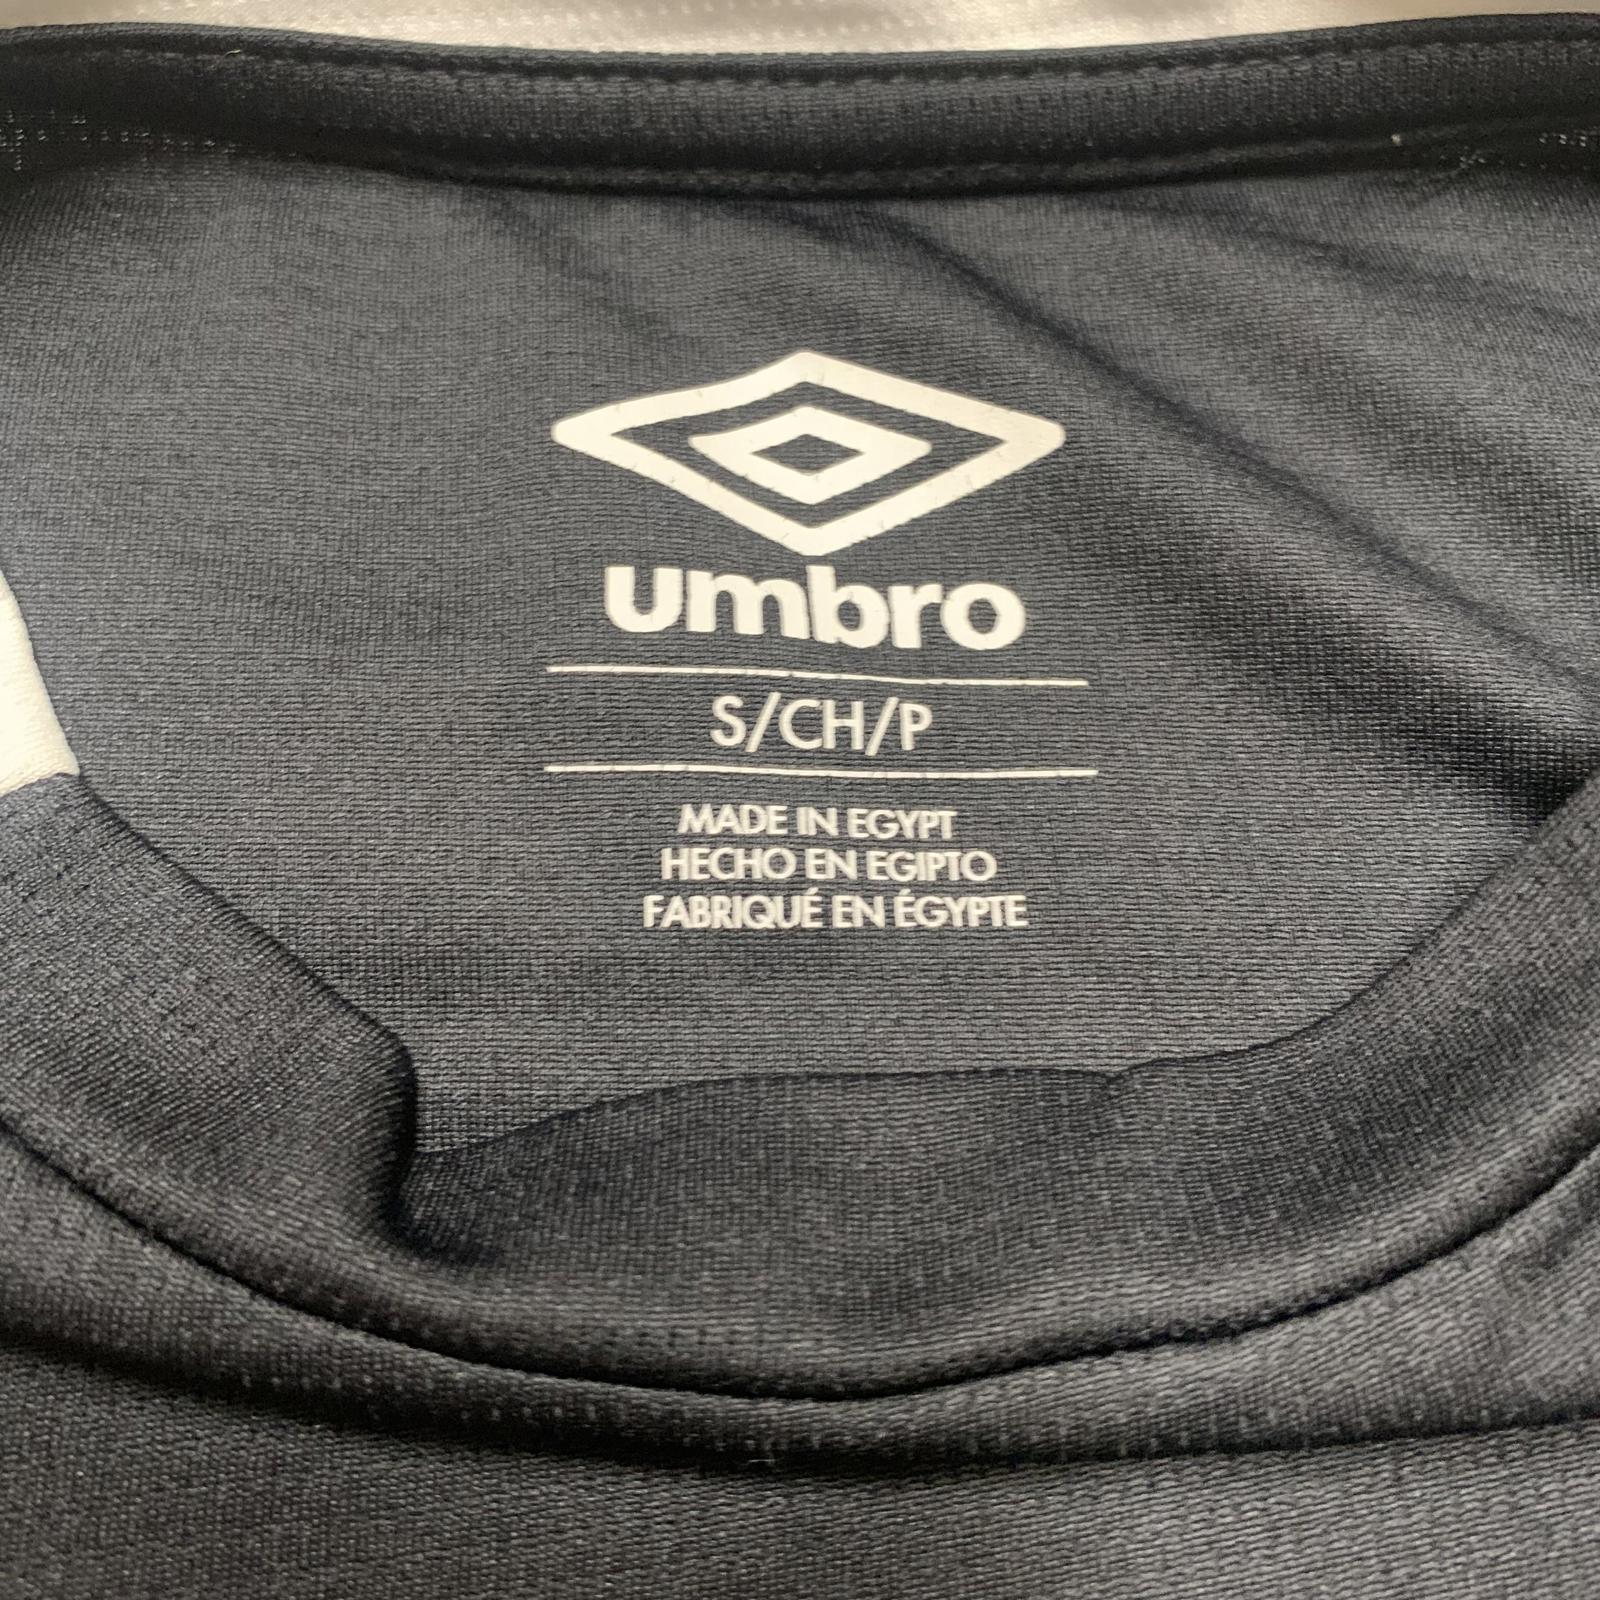 umbro
S/CH/P
MADE IN EGYPT
HECHO EN EGIPTO
FABRIQUÉ EN ÉGYPTE